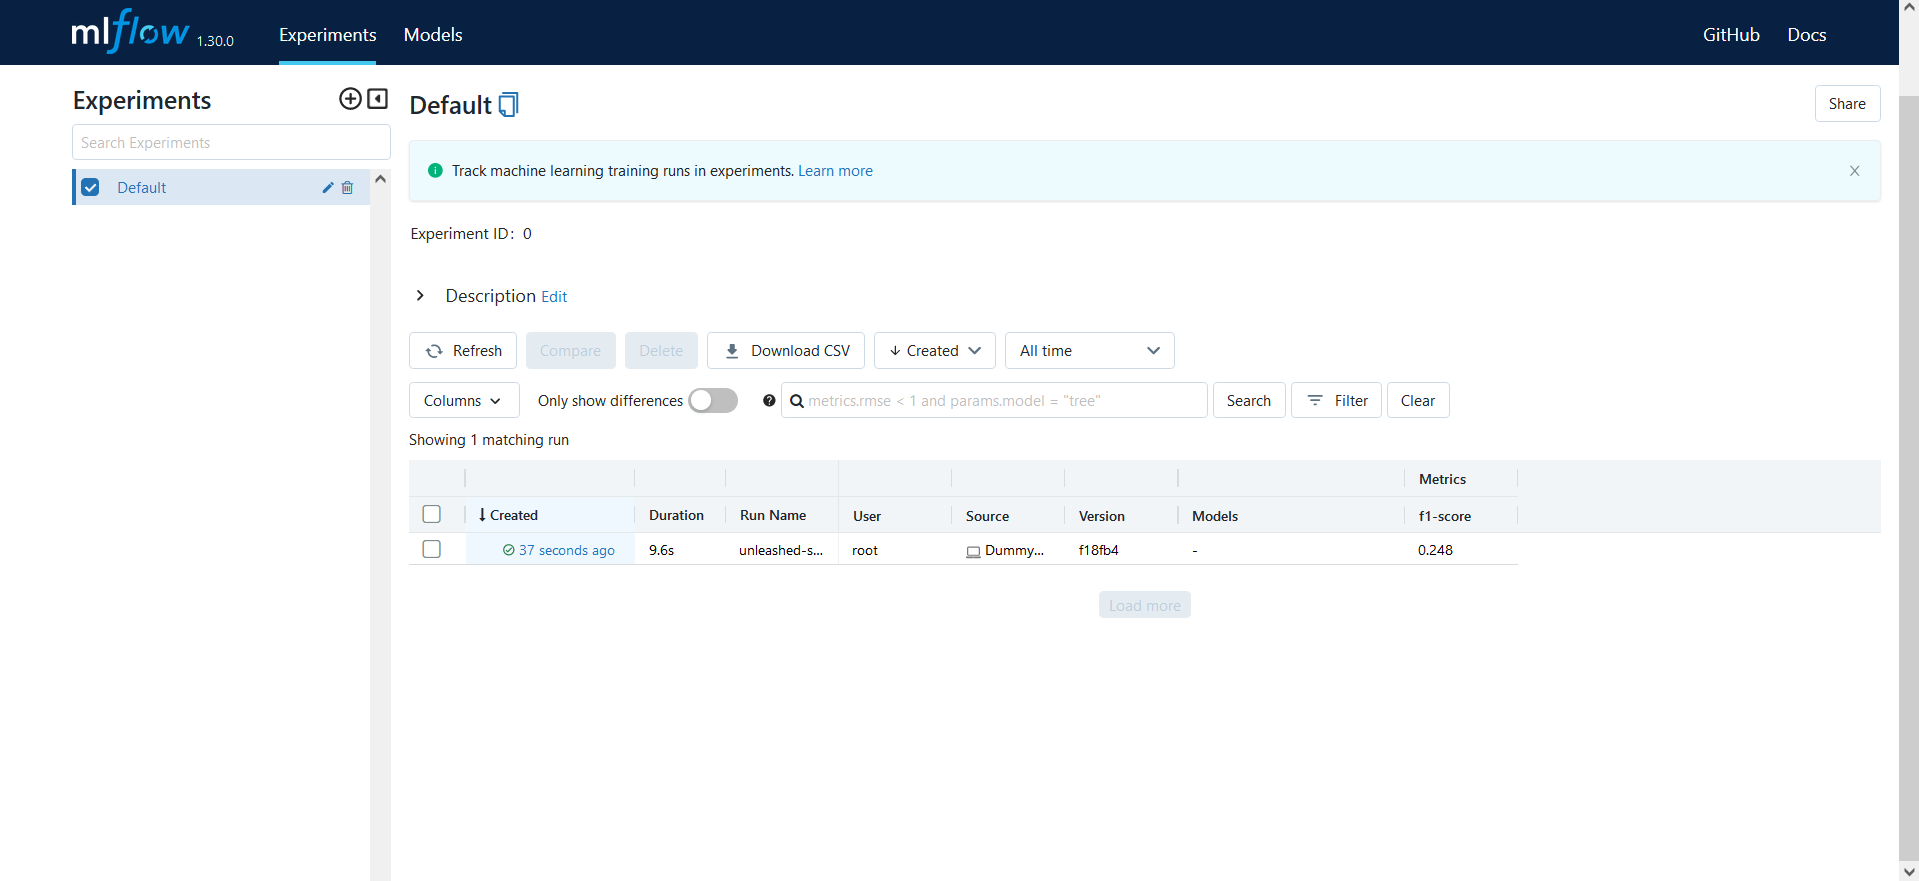 mlflow 1.30.0 Experiments Models GitHub Docs
Experiments
Search Experiments
Default
Default
Share
Track machine learning training runs in experiments. Learn more
Experiment ID: 0
Description Edit
Refresh Compare Delete Download CSV Created All time
Columns Only show differences metrics.rmse < 1 and params.model = "tree" Search Filter Clear
Showing 1 matching run
Metrics
Created Duration Run Name User Source Version Models f1-score
37 seconds ago 9.6s unleashed-s... root Dummy... f18fb4 - 0.248
Load more